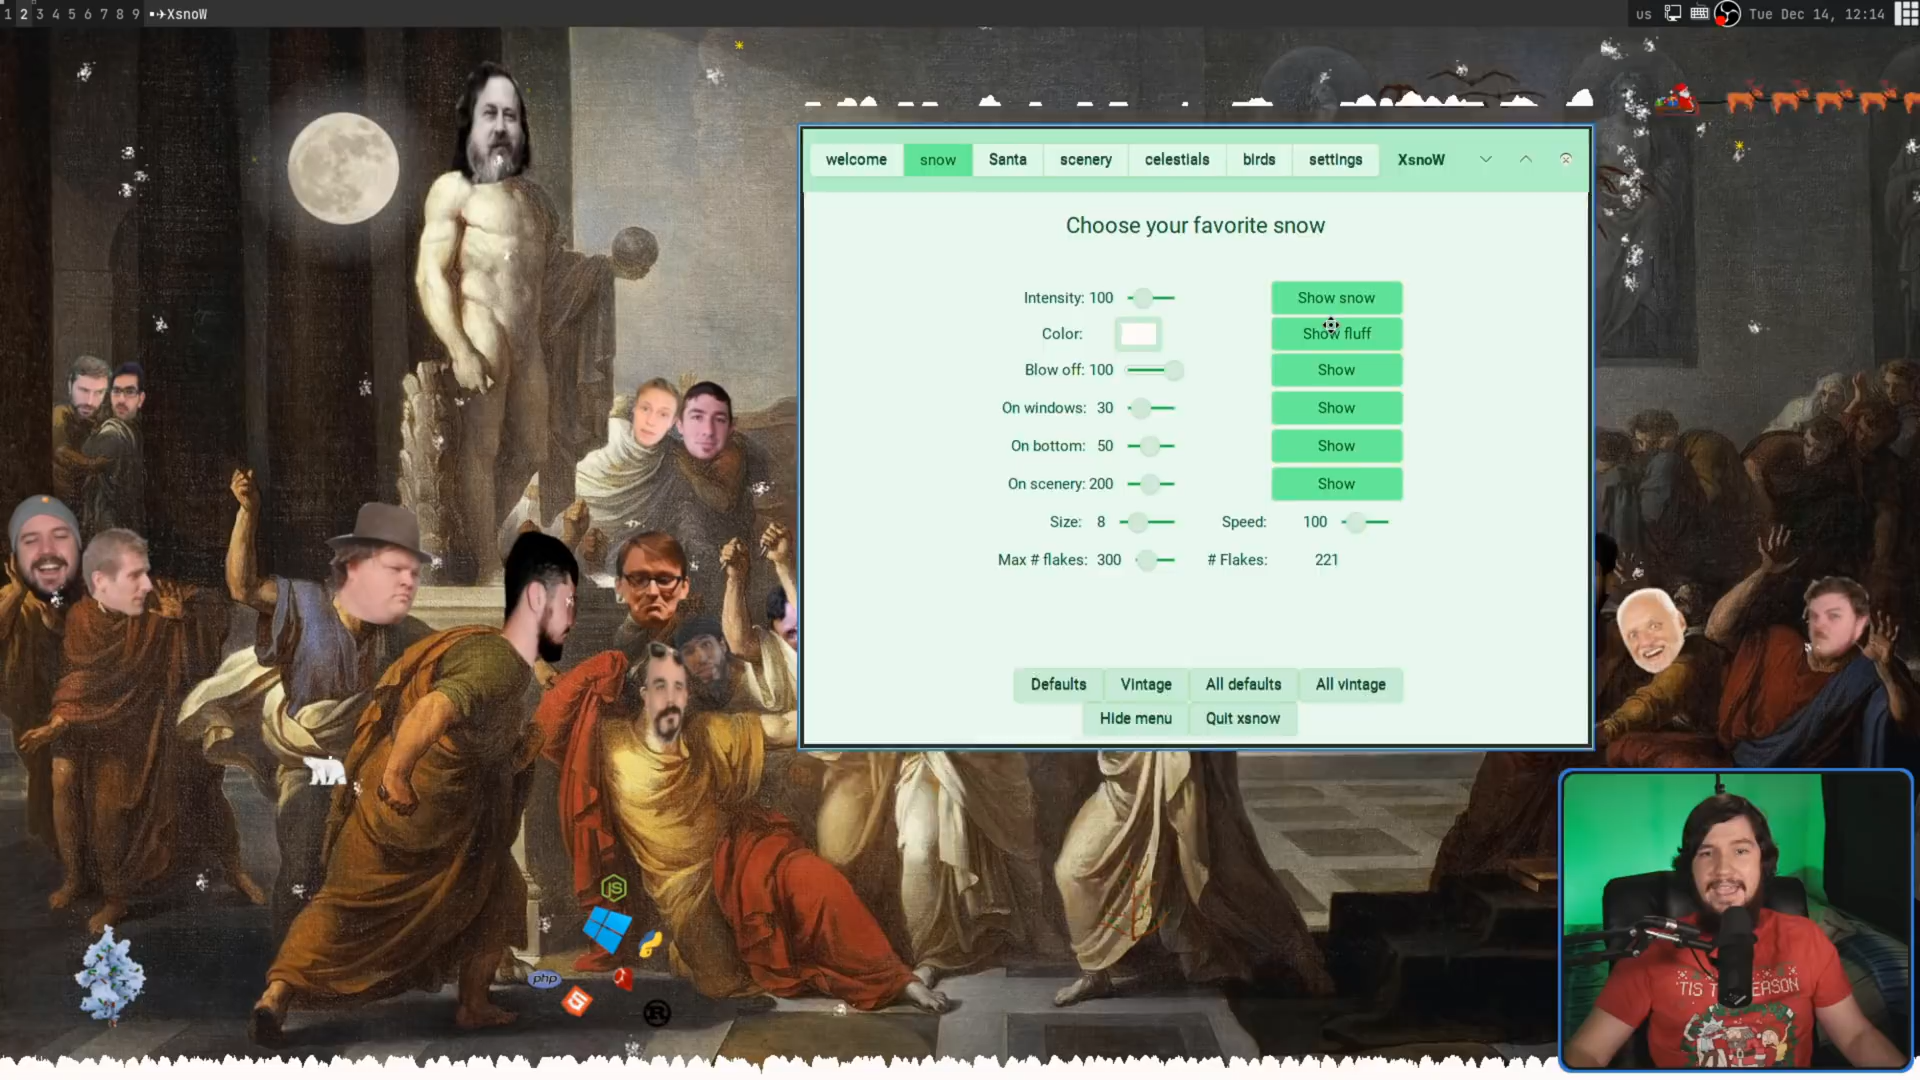 1 2 3 4 5 6 7 8 9 XsnoW
us Tue Dec 14, 12:14
welcome snow Santa scenery celestials birds settings XsnoW
Choose your favorite snow
Intensity: 100 Show snow
Color: Show fluff
Blow off: 100 Show
On windows: 30 Show
On bottom: 50 Show
On scenery: 200 Show
Size: 8 Speed: 100
Max # flakes: 300 # Flakes: 221
Defaults Vintage All defaults All vintage
Hide menu Quit xsnow
JS
php
5
R